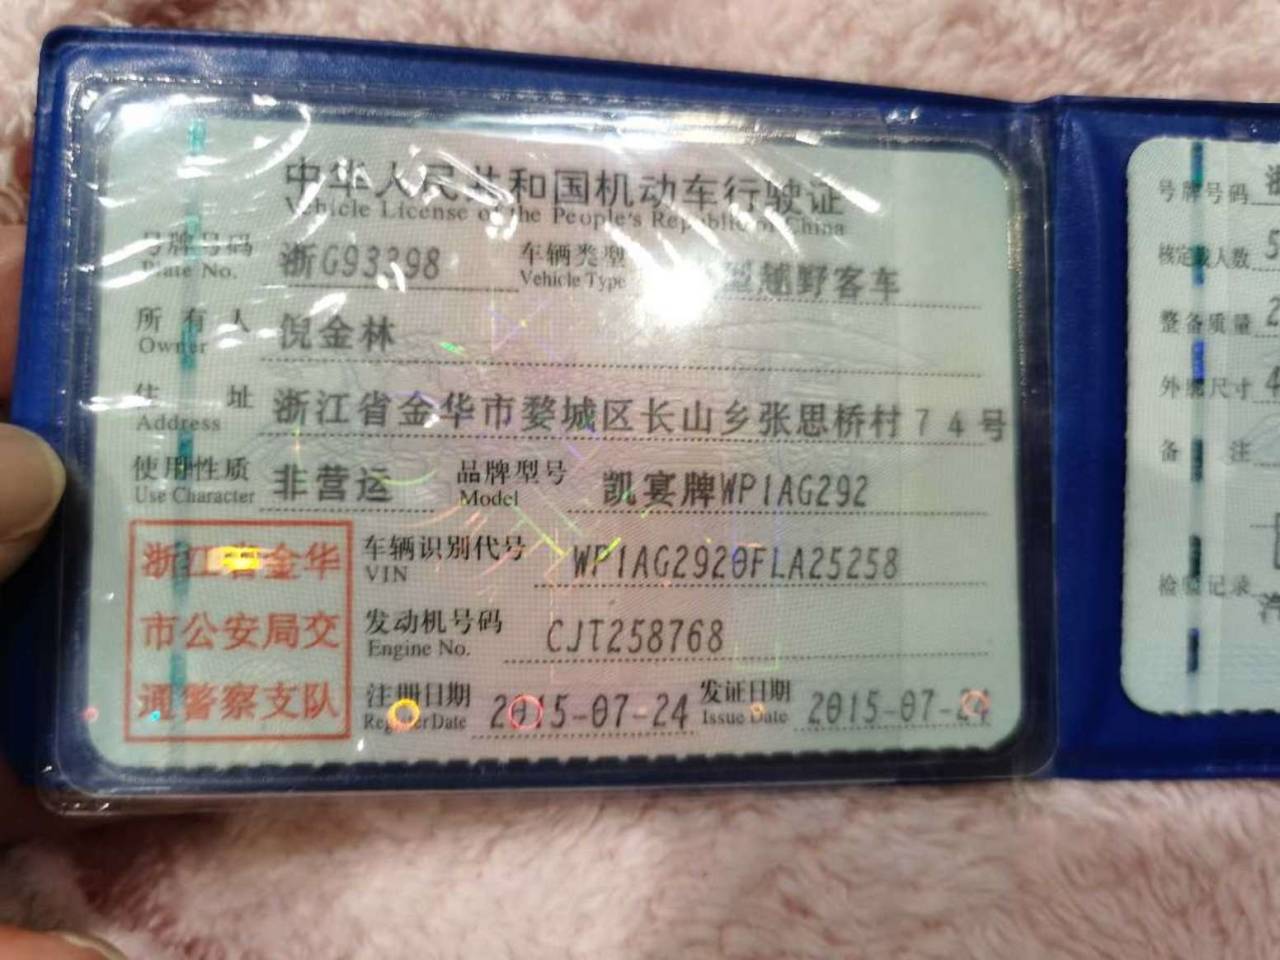 中华人民共和国机动车行驶证
Vehicle License of the People's Republic of China
号牌号码 浙G93398 车辆类型 型越野客车
Plate No. Vehicle Type
所有人 倪金林
Owner
住址 浙江省金华市婺城区长山乡张思桥村74号
Address
使用性质 非营运 品牌型号 凯宴牌WP1AG292
Use Character Model
浙江省金华
市公安局交
通警察支队
车辆识别代号 WP1AG2920FLA25258
VIN
发动机号码 CJT258768
Engine No.
注册日期 2015-07-24 发证日期 2015-07-24
Register Date Issue Date
号牌号码
核定载人数 5
整备质量 2
外廓尺寸 4
备注
检验记录